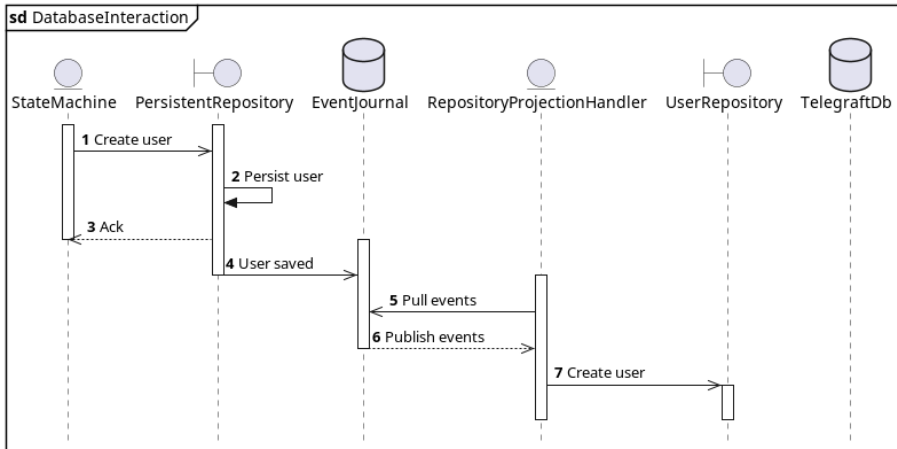 sd DatabaseInteraction
StateMachine PersistentRepository EventJournal RepositoryProjectionHandler UserRepository TelegraftDb
1 Create user
2 Persist user
3 Ack
4 User saved
5 Pull events
6 Publish events
7 Create user